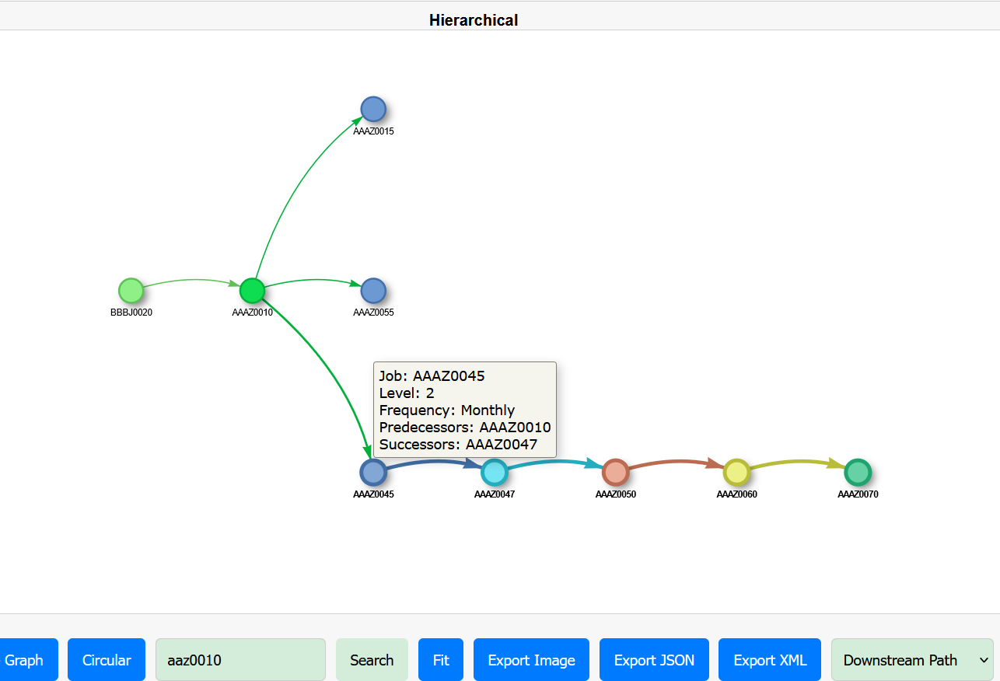 Hierarchical
AAAZ0015
BBBJ0020
AAAZ0010
AAAZ0055
Job: AAAZ0045
Level: 2
Frequency: Monthly
Predecessors: AAAZ0010
Successors: AAAZ0047
AAAZ0045
AAAZ0047
AAAZ0050
AAAZ0060
AAAZ0070
Graph
Circular
aaz0010
Search
Fit
Export Image
Export JSON
Export XML
Downstream Path